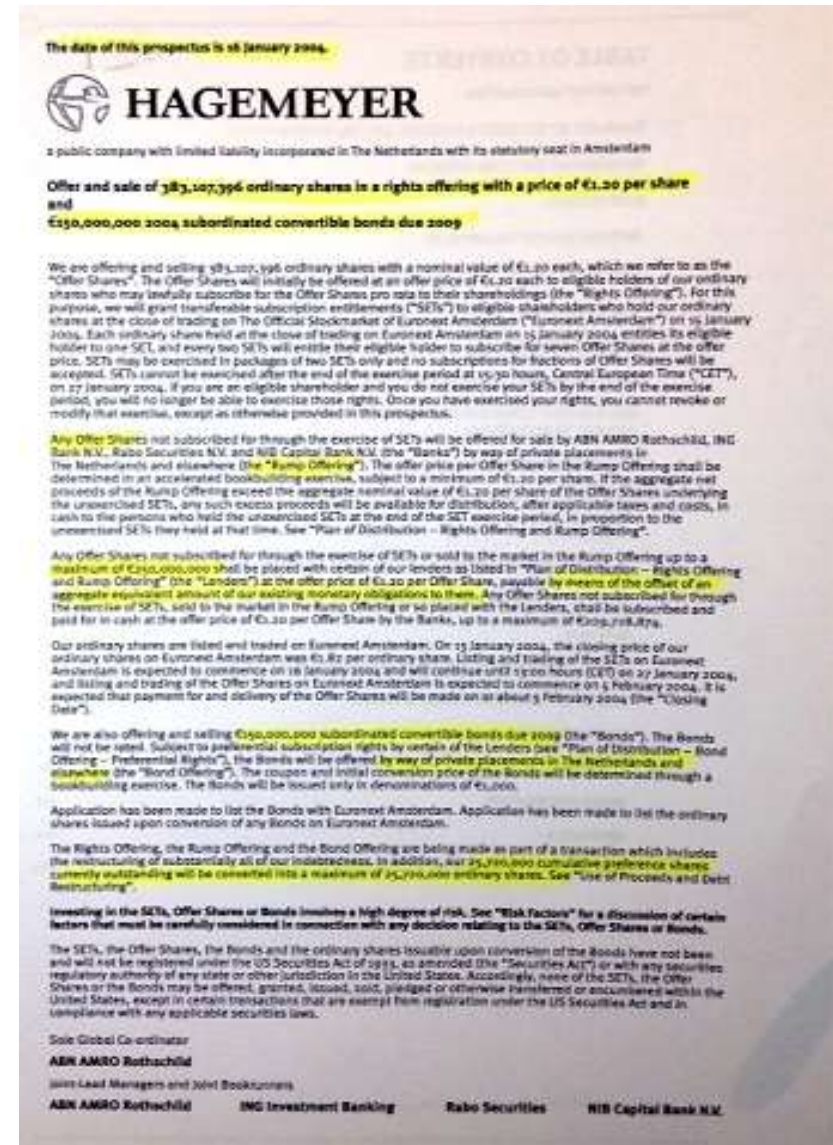 The date of this prospectus is 16 January 2004.
HAGEMEYER
a public company with limited liability incorporated in The Netherlands with its statutory seat in Amsterdam
Offer and sale of 383,107,396 ordinary shares in a rights offering with a price of €1.20 per share
and
€150,000,000 2004 subordinated convertible bonds due 2009
We are offering and selling 383,107,396 ordinary shares with a nominal value of €1.20 each, which we refer to as the
"Offer Shares". The Offer Shares will initially be offered at an offer price of €1.20 each to eligible holders of our ordinary
shares who may lawfully subscribe for the Offer Shares pro rata to their shareholdings (the "Rights Offering"). For this
purpose, we will grant transferable subscription entitlements ("SETs") to eligible shareholders who hold our ordinary
shares at the close of trading on The Official Stockmarket of Euronext Amsterdam ("Euronext Amsterdam") on 15 January
2004. Each ordinary share held at the close of trading on Euronext Amsterdam on 15 January 2004 entitles its eligible
holder to one SET, and every two SETs will entitle their eligible holder to subscribe for seven Offer Shares at the offer
price. SETs may be exercised in packages of two SETs only and no subscriptions for fractions of Offer Shares will be
accepted. SETs cannot be exercised after the end of the exercise period at 15:30 hours, Central European Time ("CET"),
on 27 January 2004. If you are an eligible shareholder and you do not exercise your SETs by the end of the exercise
period, you will no longer be able to exercise those rights. Once you have exercised your rights, you cannot revoke or
modify that exercise, except as otherwise provided in this prospectus.
Any Offer Shares not subscribed for through the exercise of SETs will be offered for sale by ABN AMRO Rothschild, ING
Bank N.V., Rabo Securities N.V. and NIB Capital Bank N.V. (the "Banks") by way of private placements in
The Netherlands and elsewhere (the "Rump Offering"). The offer price per Offer Share in the Rump Offering shall be
determined in an accelerated bookbuilding exercise, subject to a minimum of €1.20 per share. If the aggregate net
proceeds of the Rump Offering exceed the aggregate nominal value of €1.20 per share of the Offer Shares underlying
the unexercised SETs, any such excess proceeds will be available for distribution, after applicable taxes and costs, in
cash to the persons who held the unexercised SETs at the end of the SET exercise period, in proportion to the
unexercised SETs they held at that time. See "Plan of Distribution – Rights Offering and Rump Offering".
Any Offer Shares not subscribed for through the exercise of SETs or sold to the market in the Rump Offering up to a
maximum of €250,000,000 shall be placed with certain of our lenders as listed in "Plan of Distribution – Rights Offering
and Rump Offering" (the "Lenders") at the offer price of €1.20 per Offer Share, payable by means of the offset of an
aggregate equivalent amount of our existing monetary obligations to them. Any Offer Shares not subscribed for through
the exercise of SETs, sold to the market in the Rump Offering or so placed with the Lenders, shall be subscribed and
paid for in cash at the offer price of €1.20 per Offer Share by the Banks, up to a maximum of
Our ordinary shares are listed and traded on Euronext Amsterdam. On 15 January 2004, the closing price of our
ordinary shares on Euronext Amsterdam was €1.82 per ordinary share. Listing and trading of the SETs on Euronext
Amsterdam is expected to commence on 16 January 2004 and will continue until 13:00 hours (CET) on 27 January 2004,
and listing and trading of the Offer Shares on Euronext Amsterdam is expected to commence on 5 February 2004. It is
expected that payment for and delivery of the Offer Shares will be made on or about 5 February 2004 (the "Closing
Date").
We are also offering and selling €150,000,000 subordinated convertible bonds due 2009 (the "Bonds"). The Bonds
will not be rated. Subject to preferential subscription rights by certain of the Lenders (see "Plan of Distribution – Bond
Offering – Preferential Rights"), the Bonds will be offered by way of private placements in The Netherlands and
elsewhere (the "Bond Offering"). The coupon and initial conversion price of the Bonds will be determined through a
bookbuilding exercise. The Bonds will be issued only in denominations of €1,000.
Application has been made to list the Bonds with Euronext Amsterdam. Application has been made to list the ordinary
shares issued upon conversion of any Bonds on Euronext Amsterdam.
The Rights Offering, the Rump Offering and the Bond Offering are being made as part of a transaction which includes
the restructuring of substantially all of our indebtedness. In addition, our 25,720,000 cumulative preference shares
currently outstanding will be converted into a maximum of 25,720,000 ordinary shares. See "Use of Proceeds and Debt
Restructuring".
Investing in the SETs, Offer Shares or Bonds involves a high degree of risk. See "Risk Factors" for a discussion of certain
factors that must be carefully considered in connection with any decision relating to the SETs, Offer Shares or Bonds.
The SETs, the Offer Shares, the Bonds and the ordinary shares issuable upon conversion of the Bonds have not been
and will not be registered under the US Securities Act of 1933, as amended (the "Securities Act") or with any securities
regulatory authority of any state or other jurisdiction in the United States. Accordingly, none of the SETs, the Offer
Shares or the Bonds may be offered, granted, issued, sold, pledged or otherwise transferred or encumbered within the
United States, except in certain transactions that are exempt from registration under the US Securities Act and in
compliance with any applicable securities laws.
Sole Global Co-ordinator
ABN AMRO Rothschild
Joint-Lead Managers and Joint Bookrunners
ABN AMRO Rothschild ING Investment Banking Rabo Securities NIB Capital Bank N.V.